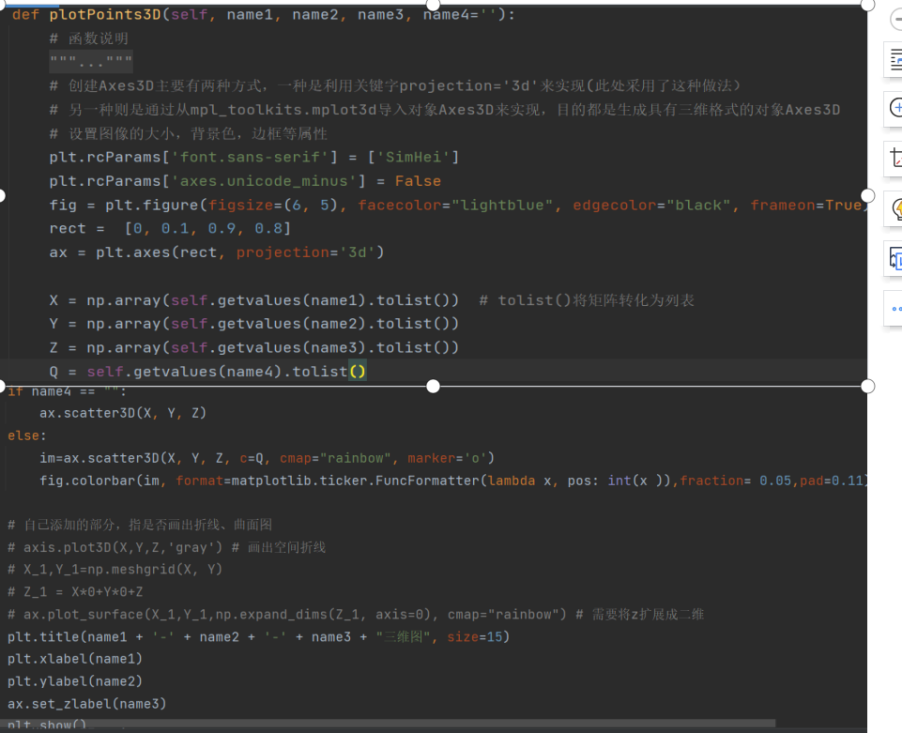 def plotPoints3D(self, name1, name2, name3, name4=''):
# 函数说明
"""..."""
# 创建Axes3D主要有两种方式，一种是利用关键字projection='3d'来实现(此处采用了这种做法)
# 另一种则是通过从mpl_toolkits.mplot3d导入对象Axes3D来实现，目的都是生成具有三维格式的对象Axes3D
# 设置图像的大小，背景色，边框等属性
plt.rcParams['font.sans-serif'] = ['SimHei']
plt.rcParams['axes.unicode_minus'] = False
fig = plt.figure(figsize=(6, 5), facecolor="lightblue", edgecolor="black", frameon=True)
rect =  [0, 0.1, 0.9, 0.8]
ax = plt.axes(rect, projection='3d')
X = np.array(self.getvalues(name1).tolist())  # tolist()将矩阵转化为列表
Y = np.array(self.getvalues(name2).tolist())
Z = np.array(self.getvalues(name3).tolist())
Q = self.getvalues(name4).tolist()
if name4 == "":
ax.scatter3D(X, Y, Z)
else:
im=ax.scatter3D(X, Y, Z, c=Q, cmap="rainbow", marker='o')
fig.colorbar(im, format=matplotlib.ticker.FuncFormatter(lambda x, pos: int(x )),fraction= 0.05,pad=0.11)
# 自己添加的部分，指是否画出折线、曲面图
# axis.plot3D(X,Y,Z,'gray') # 画出空间折线
# X_1,Y_1=np.meshgrid(X, Y)
# Z_1 = X*0+Y*0+Z
# ax.plot_surface(X_1,Y_1,np.expand_dims(Z_1, axis=0), cmap="rainbow") # 需要将z扩展成二维
plt.title(name1 + '-' + name2 + '-' + name3 + "三维图", size=15)
plt.xlabel(name1)
plt.ylabel(name2)
ax.set_zlabel(name3)
plt.show()